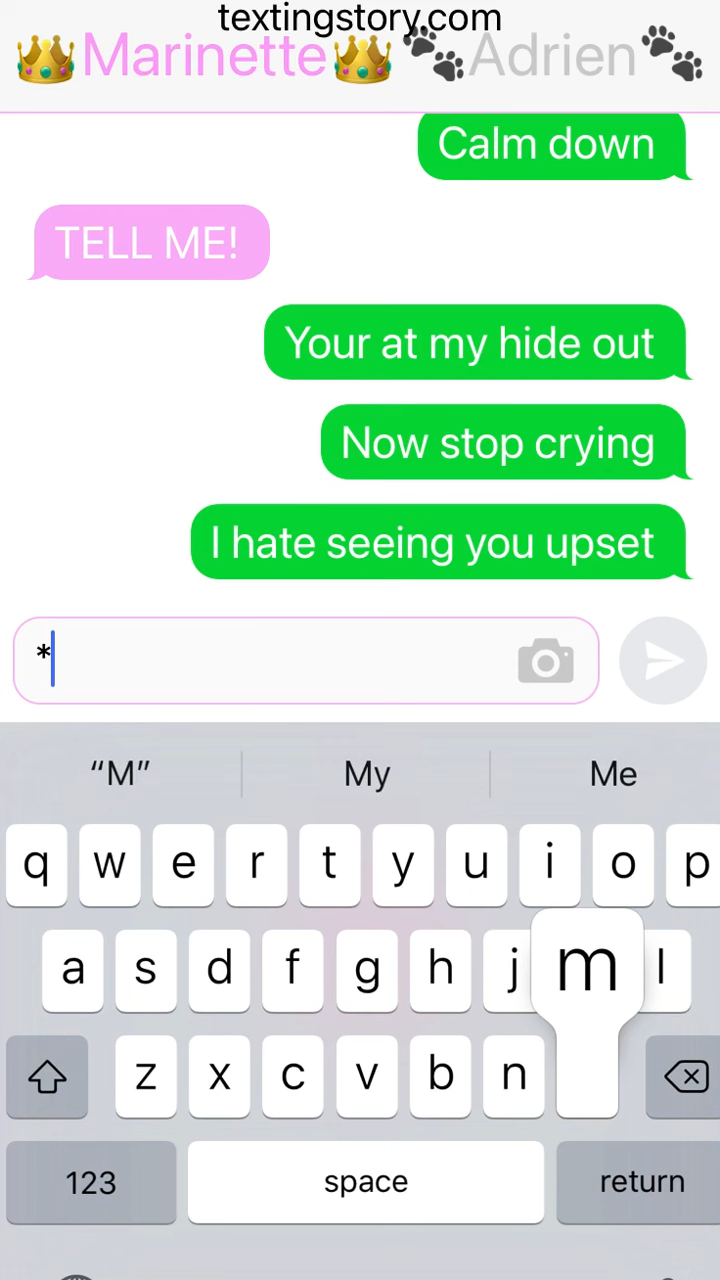 textingstory.com
👑Marinette👑🐾Adrien🐾
Calm down
TELL ME!
Your at my hide out
Now stop crying
I hate seeing you upset
*
“M” My Me
q w e r t y u i o p
a s d f g h j m l
z x c v b n
123 space return